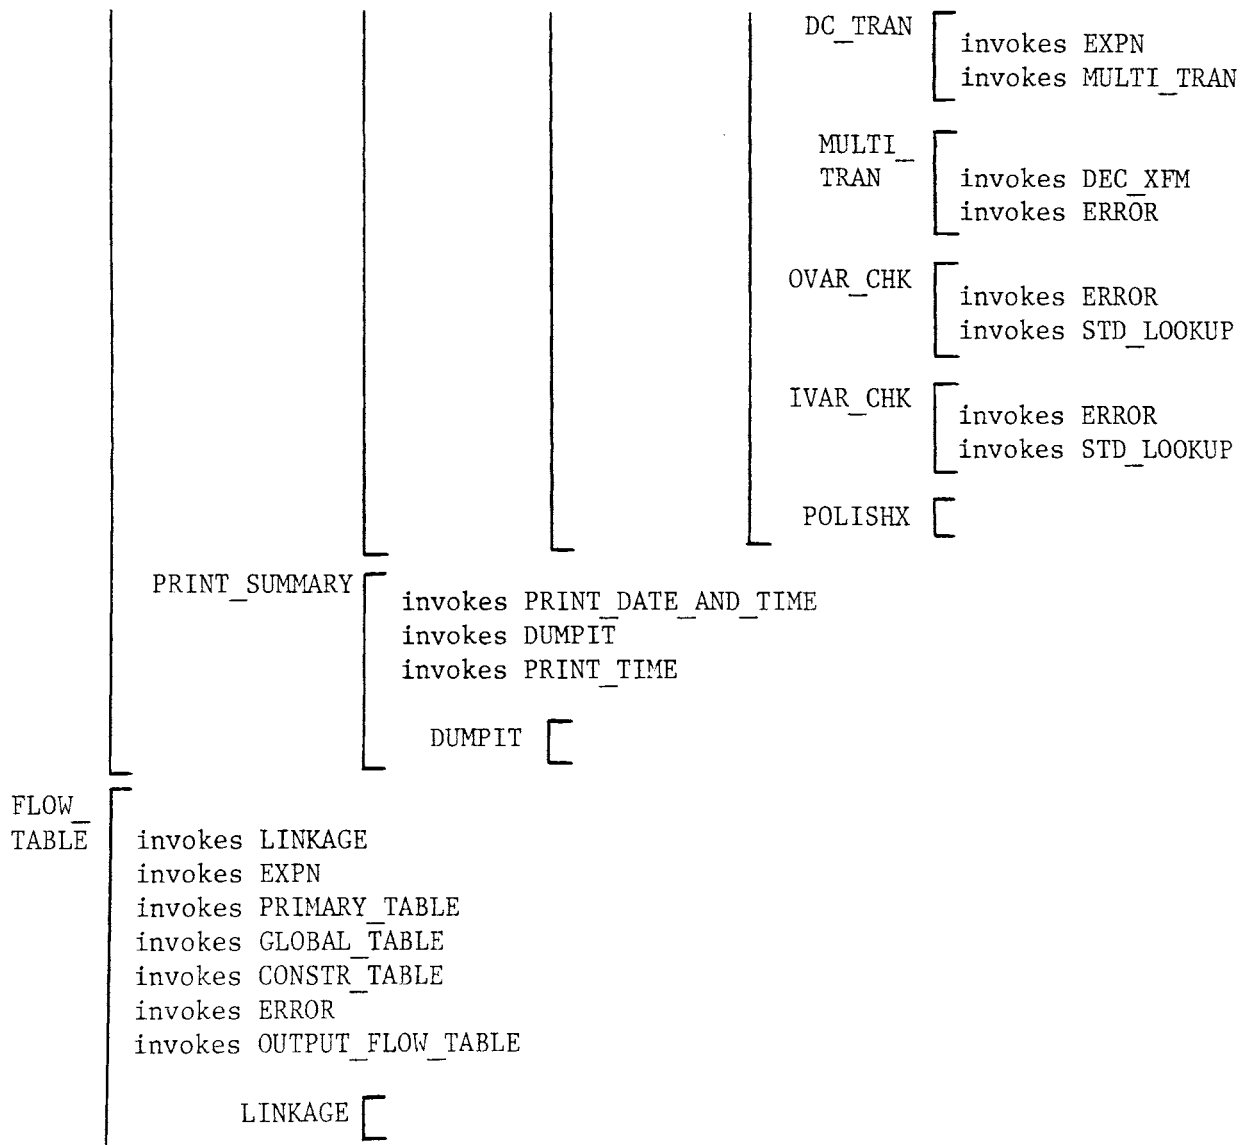 DC_TRAN
invokes EXPN
invokes MULTI_TRAN
MULTI_
TRAN
invokes DEC_XFM
invokes ERROR
OVAR_CHK
invokes ERROR
invokes STD_LOOKUP
IVAR_CHK
invokes ERROR
invokes STD_LOOKUP
POLISHX
PRINT_SUMMARY
invokes PRINT_DATE_AND_TIME
invokes DUMPIT
invokes PRINT_TIME
DUMPIT
FLOW_
TABLE
invokes LINKAGE
invokes EXPN
invokes PRIMARY_TABLE
invokes GLOBAL_TABLE
invokes CONSTR_TABLE
invokes ERROR
invokes OUTPUT_FLOW_TABLE
LINKAGE